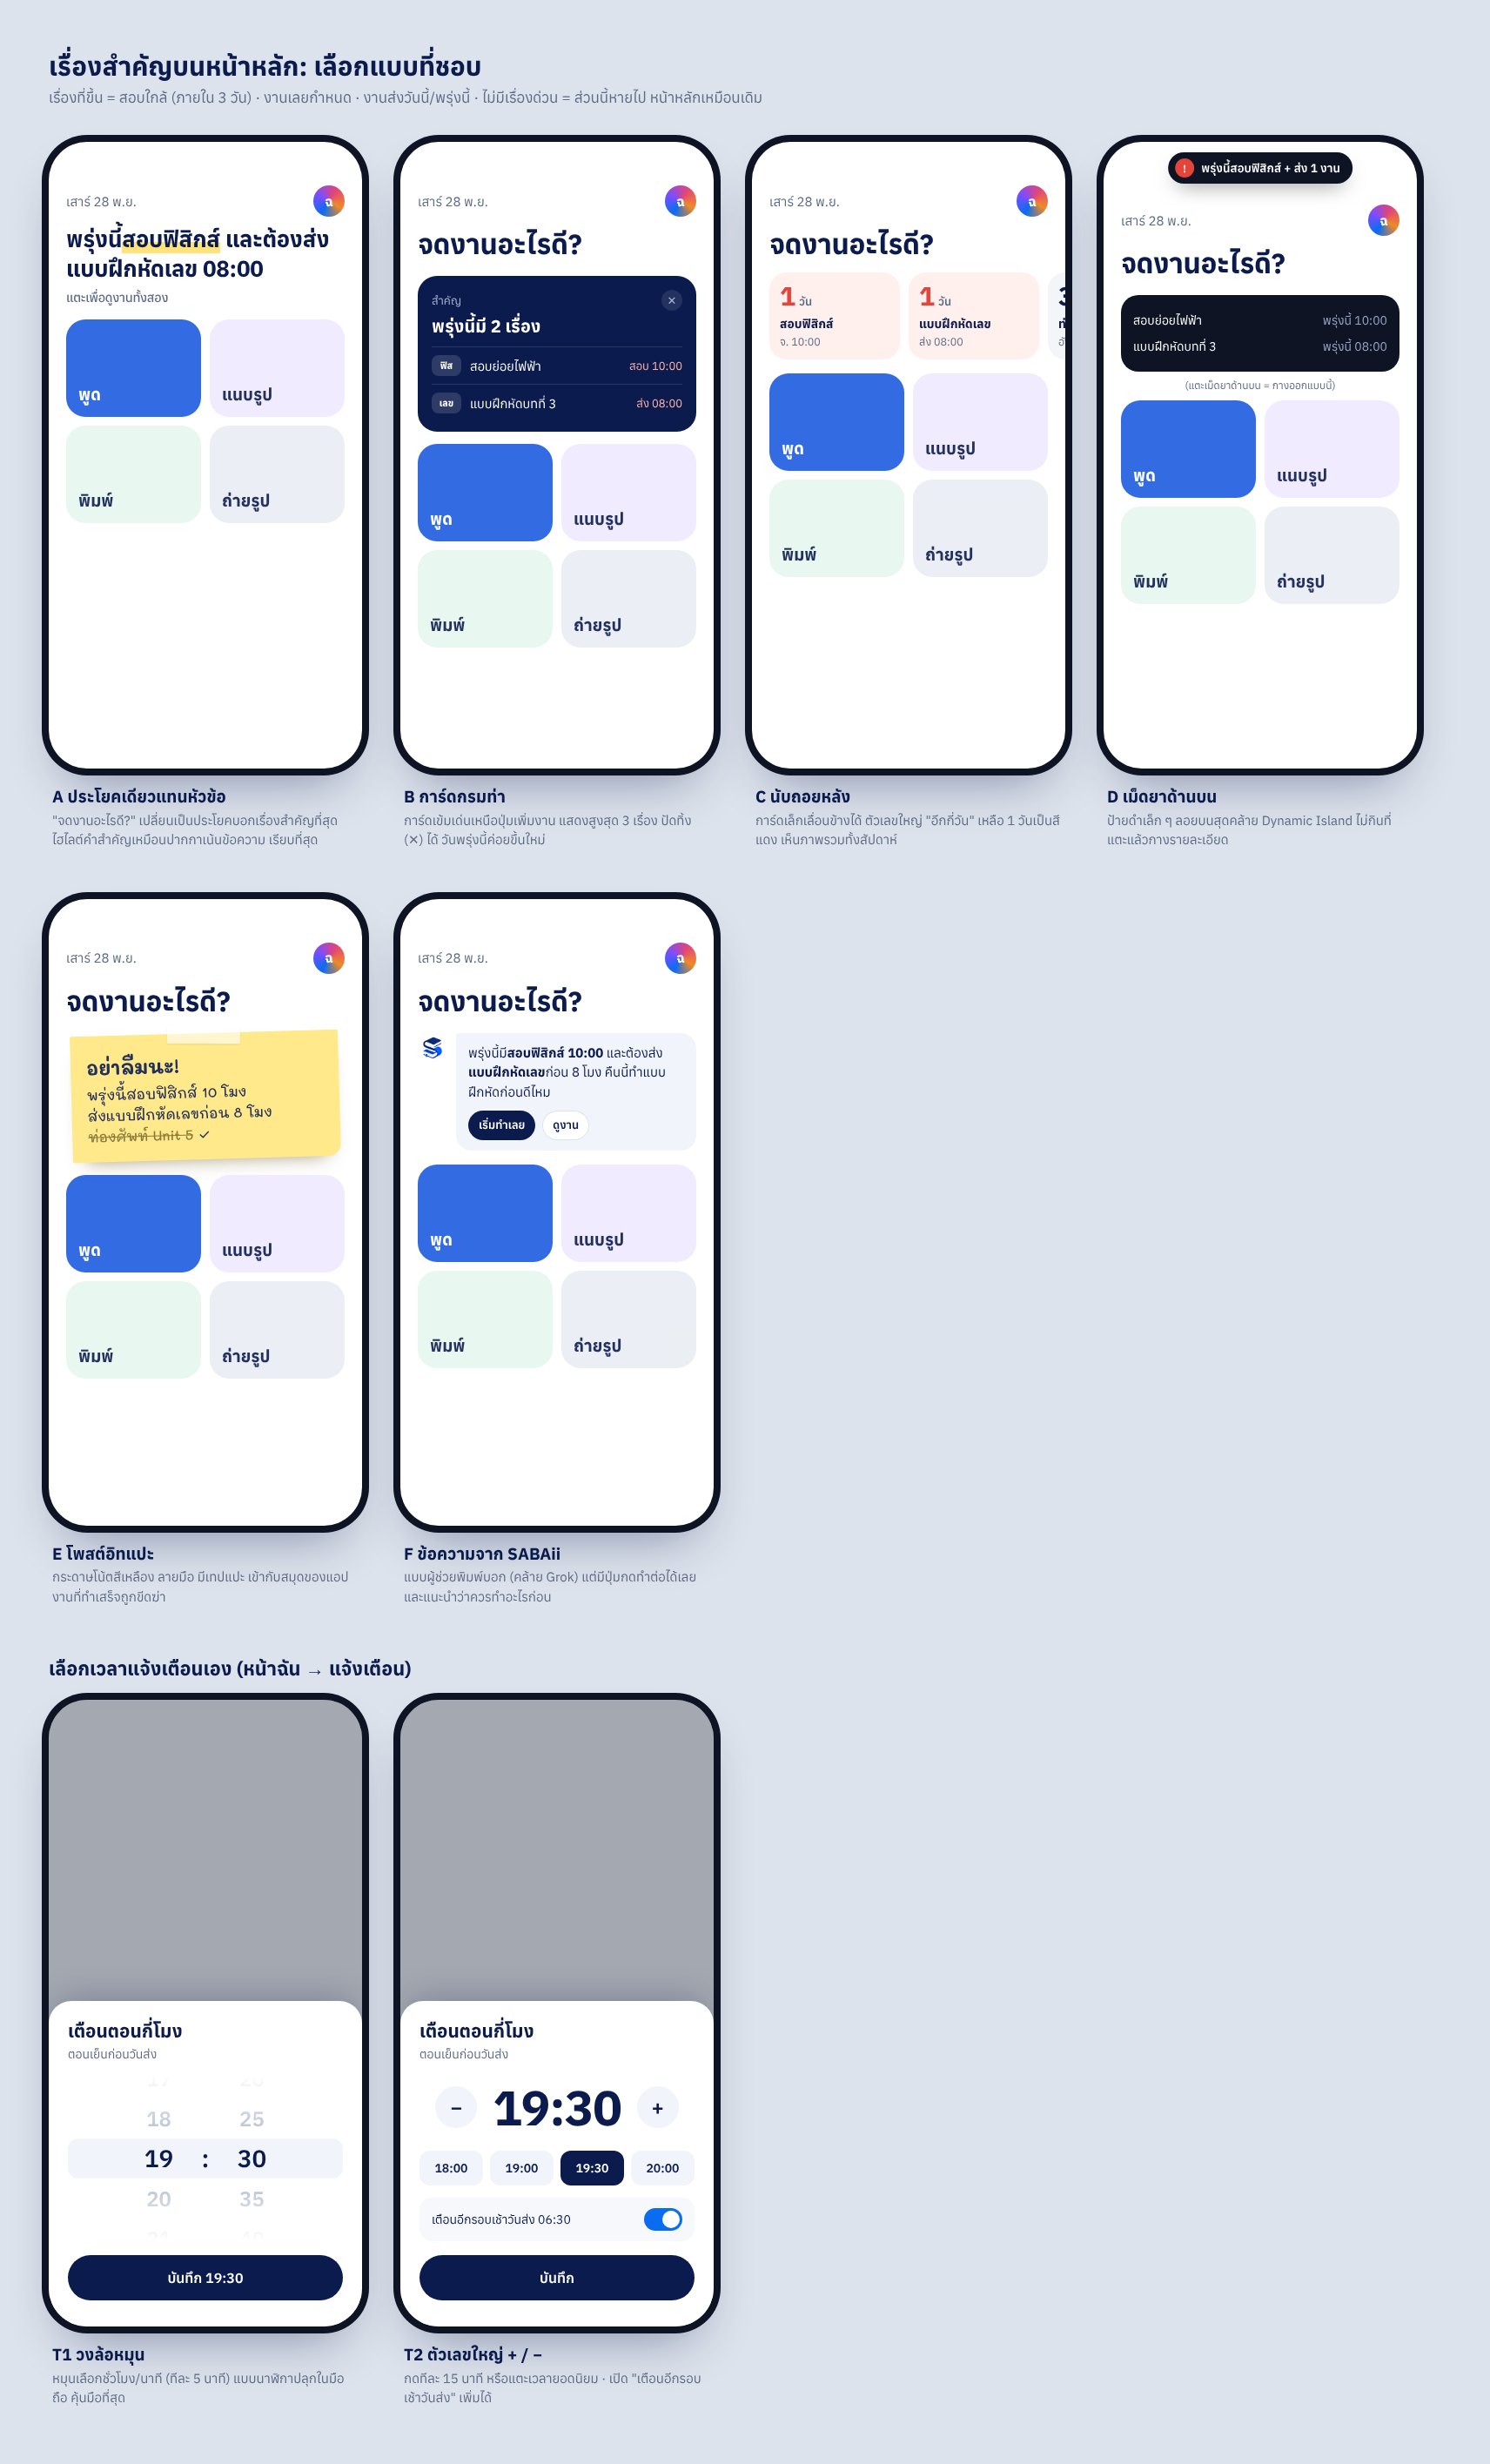 เรื่องสำคัญบนหน้าหลัก: เลือกแบบที่ชอบ
เรื่องที่ขึ้น = สอบใกล้ (ภายใน 3 วัน) · งานเลยกำหนด · งานส่งวันนี้/พรุ่งนี้ · ไม่มีเรื่องด่วน = ส่วนนี้หายไป หน้าหลักเหมือนเดิม
เสาร์ 28 พ.ย.
ฉ
พรุ่งนี้สอบฟิสิกส์ และต้องส่ง
แบบฝึกหัดเลข 08:00
แตะเพื่อดูงานทั้งสอง
พูด
แนบรูป
พิมพ์
ถ่ายรูป
A ประโยคเดียวแทนหัวข้อ
"จดงานอะไรดี?" เปลี่ยนเป็นประโยคบอกเรื่องสำคัญที่สุด
ไฮไลต์คำสำคัญเหมือนปากกาเน้นข้อความ เรียบที่สุด
เสาร์ 28 พ.ย.
ฉ
จดงานอะไรดี?
สำคัญ
✕
พรุ่งนี้มี 2 เรื่อง
ฟิส สอบย่อยไฟฟ้า สอบ 10:00
เลข แบบฝึกหัดบทที่ 3 ส่ง 08:00
พูด
แนบรูป
พิมพ์
ถ่ายรูป
B การ์ดกรมท่า
การ์ดเข้มเด่นเหนือปุ่มเพิ่มงาน แสดงสูงสุด 3 เรื่อง ปัดทิ้ง
(✕) ได้ วันพรุ่งนี้ค่อยขึ้นใหม่
เสาร์ 28 พ.ย.
ฉ
จดงานอะไรดี?
1 วัน
สอบฟิสิกส์
จ. 10:00
1 วัน
แบบฝึกหัดเลข
ส่ง 08:00
พูด
แนบรูป
พิมพ์
ถ่ายรูป
C นับถอยหลัง
การ์ดเล็กเลื่อนข้างได้ ตัวเลขใหญ่ "อีกกี่วัน" เหลือ 1 วันเป็นสี
แดง เห็นภาพรวมทั้งสัปดาห์
! พรุ่งนี้สอบฟิสิกส์ + ส่ง 1 งาน
เสาร์ 28 พ.ย.
ฉ
จดงานอะไรดี?
สอบย่อยไฟฟ้า พรุ่งนี้ 10:00
แบบฝึกหัดบทที่ 3 พรุ่งนี้ 08:00
(แตะเม็ดยาด้านบน = กางออกแบบนี้)
พูด
แนบรูป
พิมพ์
ถ่ายรูป
D เม็ดยาด้านบน
ป้ายดำเล็ก ๆ ลอยบนสุดคล้าย Dynamic Island ไม่กินที่
แตะแล้วกางรายละเอียด
เสาร์ 28 พ.ย.
ฉ
จดงานอะไรดี?
อย่าลืมนะ!
พรุ่งนี้สอบฟิสิกส์ 10 โมง
ส่งแบบฝึกหัดเลขก่อน 8 โมง
ท่องศัพท์ Unit 5 ✓
พูด
แนบรูป
พิมพ์
ถ่ายรูป
E โพสต์อิทแปะ
กระดาษโน้ตสีเหลือง ลายมือ มีเทปแปะ เข้ากับสมุดของแอป
งานที่ทำเสร็จถูกขีดฆ่า
เสาร์ 28 พ.ย.
ฉ
จดงานอะไรดี?
พรุ่งนี้มีสอบฟิสิกส์ 10:00 และต้องส่ง
แบบฝึกหัดเลขก่อน 8 โมง คืนนี้ทำแบบ
ฝึกหัดก่อนดีไหม
เริ่มทำเลย
ดูงาน
พูด
แนบรูป
พิมพ์
ถ่ายรูป
F ข้อความจาก SABAii
แบบผู้ช่วยพิมพ์บอก (คล้าย Grok) แต่มีปุ่มกดทำต่อได้เลย
และแนะนำว่าควรทำอะไรก่อน
เลือกเวลาแจ้งเตือนเอง (หน้าฉัน → แจ้งเตือน)
เตือนตอนกี่โมง
ตอนเย็นก่อนวันส่ง
18 25
19 : 30
20 35
บันทึก 19:30
T1 วงล้อหมุน
หมุนเลือกชั่วโมง/นาที (ทีละ 5 นาที) แบบนาฬิกาปลุกในมือ
ถือ คุ้นมือที่สุด
เตือนตอนกี่โมง
ตอนเย็นก่อนวันส่ง
− 19:30 +
18:00 19:00 19:30 20:00
เตือนอีกรอบเช้าวันส่ง 06:30
บันทึก
T2 ตัวเลขใหญ่ + / −
กดทีละ 15 นาที หรือแตะเวลายอดนิยม · เปิด "เตือนอีกรอบ
เช้าวันส่ง" เพิ่มได้